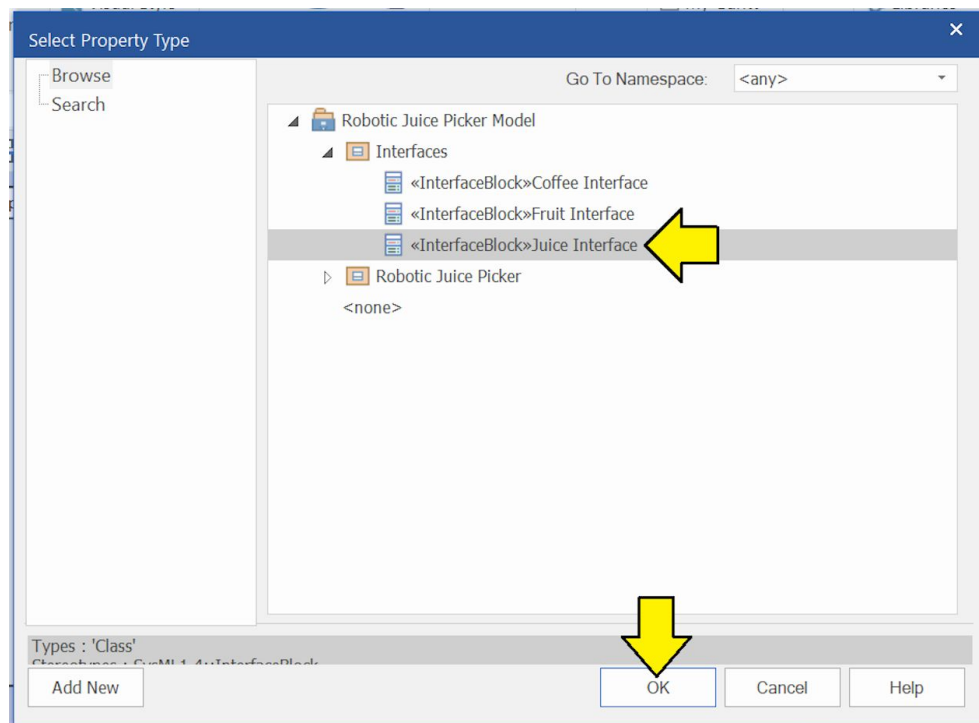 Select Property Type
Browse
Search
Go To Namespace: <any>
Robotic Juice Picker Model
Interfaces
«InterfaceBlock»Coffee Interface
«InterfaceBlock»Fruit Interface
«InterfaceBlock»Juice Interface
Robotic Juice Picker
<none>
Types : 'Class'
Add New
OK
Cancel
Help